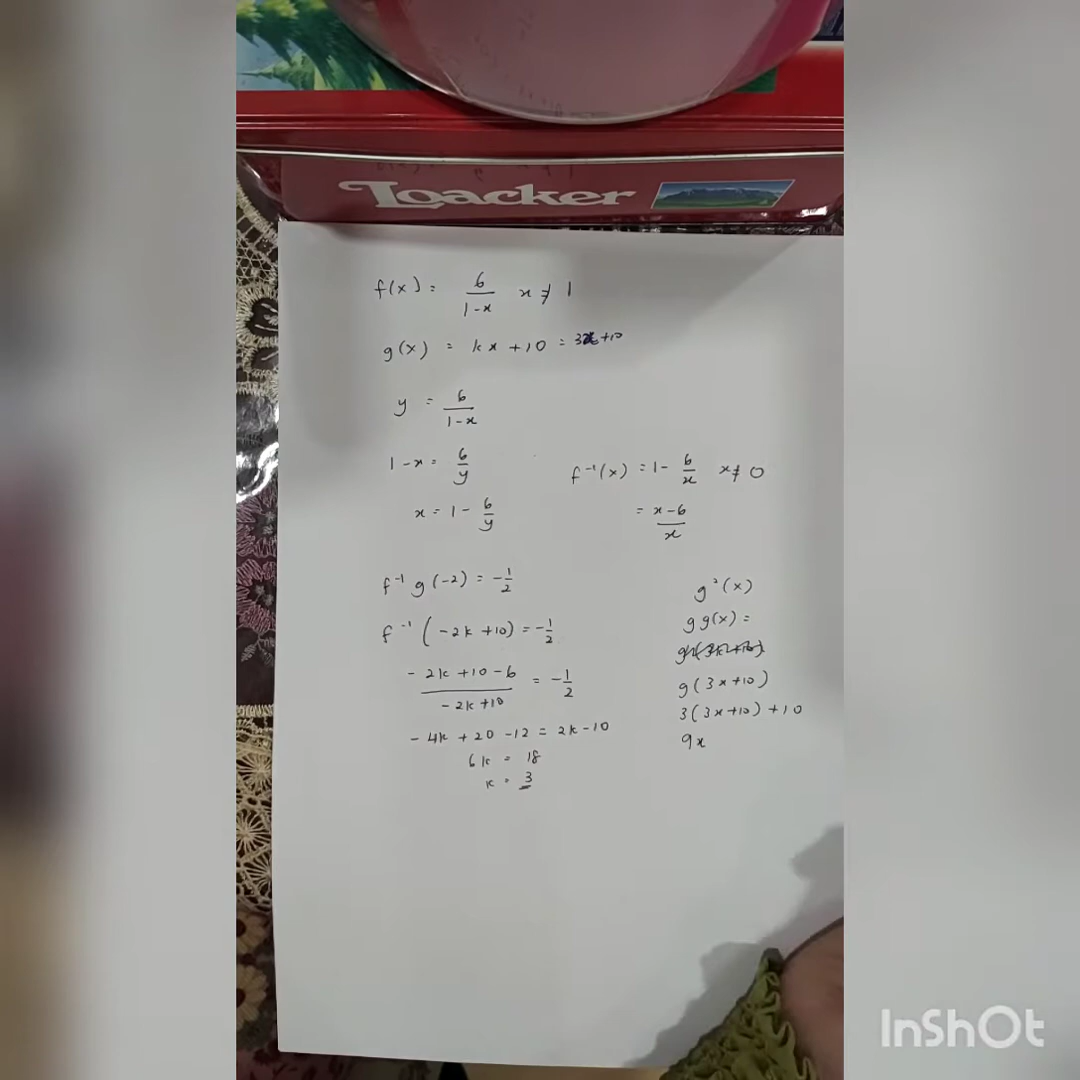 Loacker
f(x) = 6/(1-x) x ≠ 1
g(x) = kx + 10 = 3x + 10
y = 6/(1-x)
1-x = 6/y
x = 1 - 6/y
f⁻¹(x) = 1 - 6/x x ≠ 0
= (x-6)/x
f⁻¹ g(-2) = -1/2
f⁻¹ (-2k + 10) = -1/2
(-2k + 10 - 6)/(-2k + 10) = -1/2
-4k + 20 - 12 = 2k - 10
6k = 18
k = 3
g²(x)
gg(x) =
g(3x + 10)
3(3x + 10) + 10
9x
InShOt